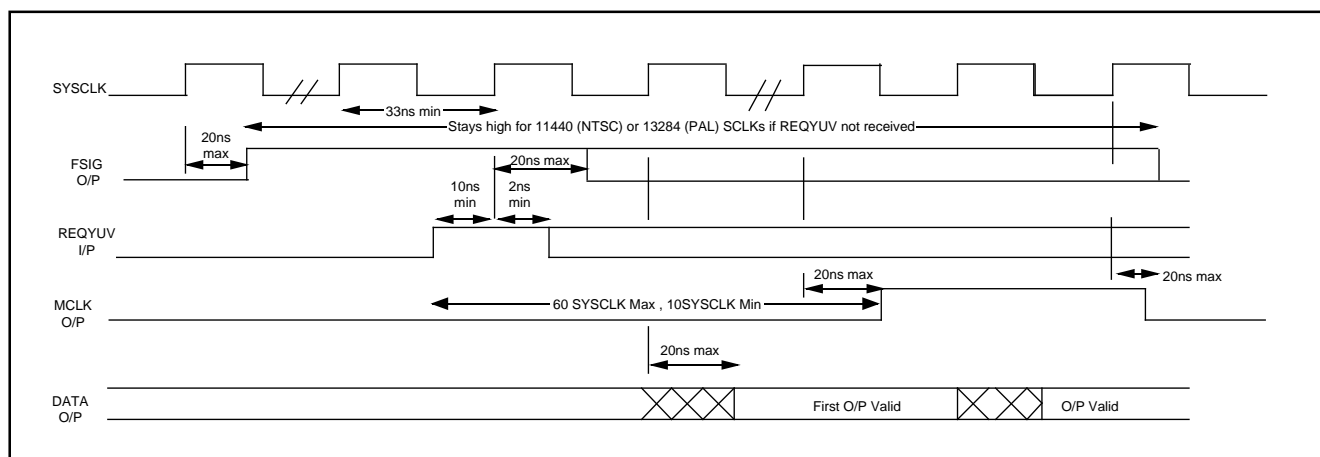 SYSCLK
33ns min
Stays high for 11440 (NTSC) or 13284 (PAL) SCLKs if REQYUV not received
20ns
max
FSIG
O/P
20ns max
10ns
min
2ns
min
REQYUV
I/P
20ns max
20ns max
MCLK
O/P
60 SYSCLK Max , 10SYSCLK Min
20ns max
DATA
O/P
First O/P Valid
O/P Valid